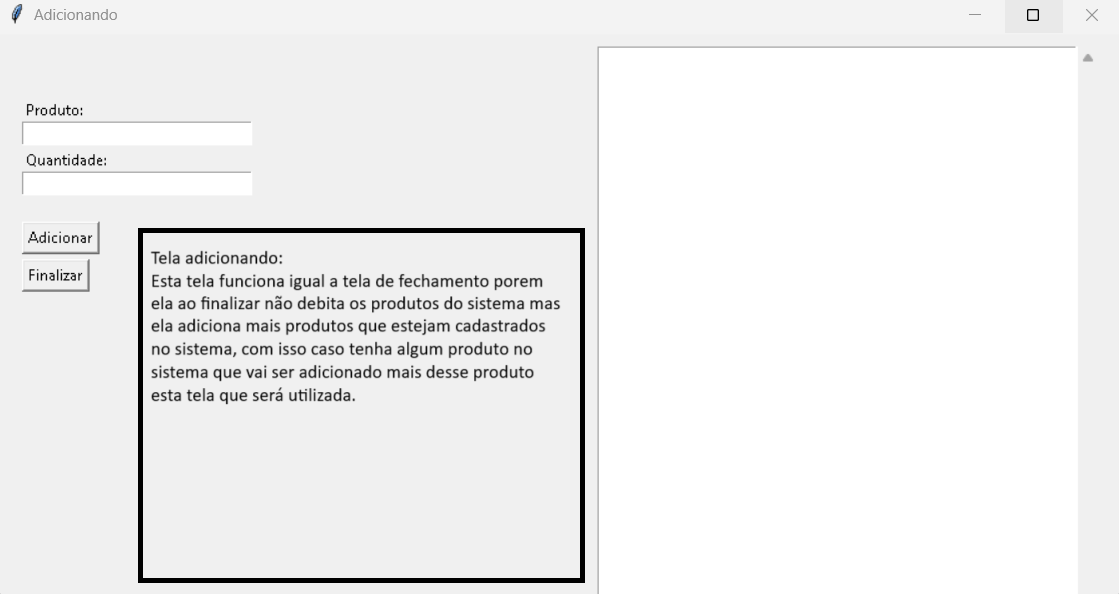 Adicionando
Produto:
Quantidade:
Adicionar
Finalizar
Tela adicionando:
Esta tela funciona igual a tela de fechamento porem
ela ao finalizar não debita os produtos do sistema mas
ela adiciona mais produtos que estejam cadastrados
no sistema, com isso caso tenha algum produto no
sistema que vai ser adicionado mais desse produto
esta tela que será utilizada.